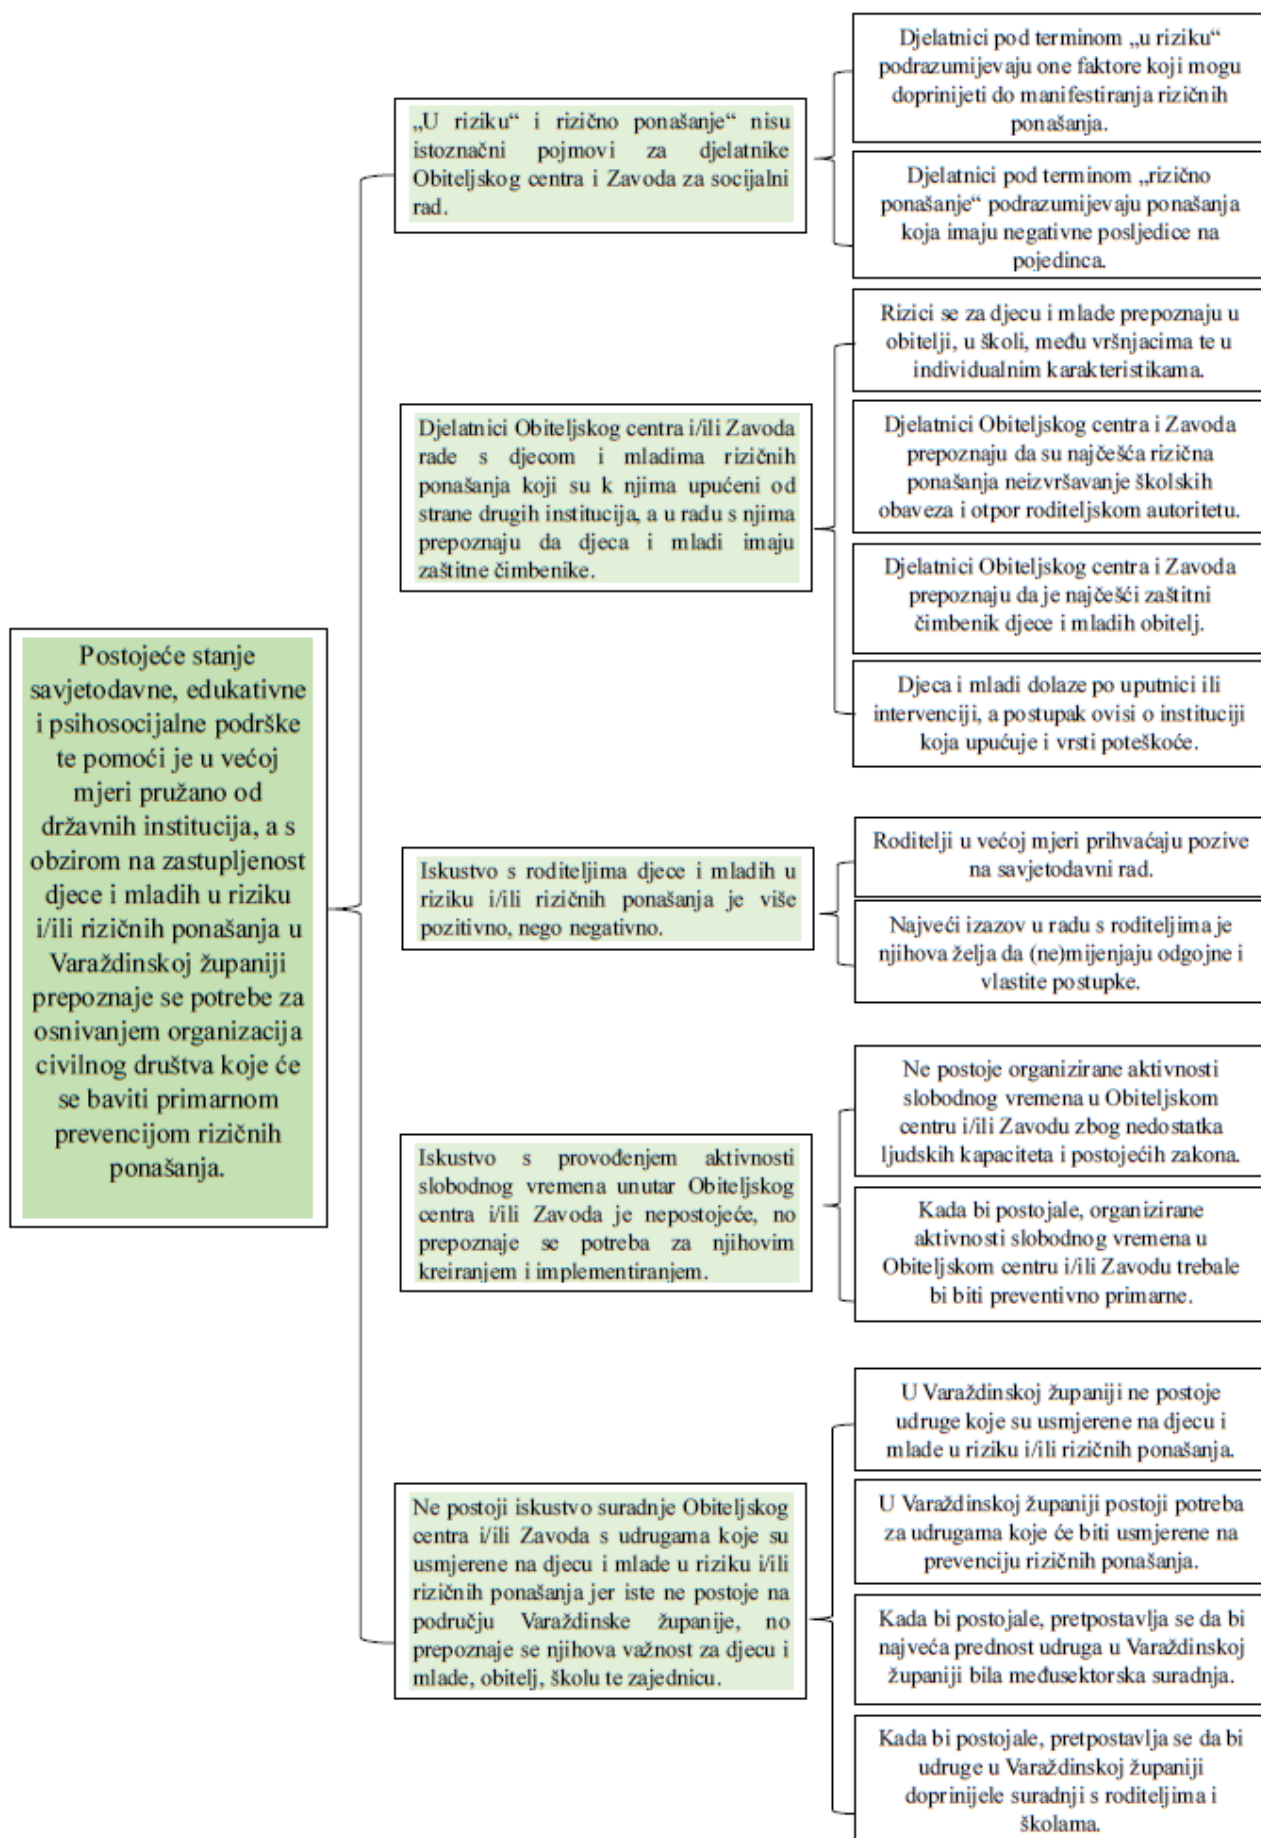 Postojeće stanje
savjetodavne, edukativne
i psihosocijalne podrške
te pomoći je u većoj
mjeri pružano od
državnih institucija, a s
obzirom na zastupljenost
djece i mladih u riziku
i/ili rizičnih ponašanja u
Varaždinskoj županiji
prepoznaje se potrebe za
osnivanjem organizacija
civilnog društva koje će
se baviti primarnom
prevencijom rizičnih
ponašanja.
„U riziku“ i rizično ponašanje“ nisu
istoznačni pojmovi za djelatnike
Obiteljskog centra i Zavoda za socijalni
rad.
Djelatnici pod terminom „u riziku“
podrazumijevaju one faktore koji mogu
doprinijeti do manifestiranja rizičnih
ponašanja.
Djelatnici pod terminom „rizično
ponašanje“ podrazumijevaju ponašanja
koja imaju negativne posljedice na
pojedinca.
Djelatnici Obiteljskog centra i/ili Zavoda
rade s djecom i mladima rizičnih
ponašanja koji su k njima upućeni od
strane drugih institucija, a u radu s njima
prepoznaju da djeca i mladi imaju
zaštitne čimbenike.
Rizici se za djecu i mlade prepoznaju u
obitelji, u školi, među vršnjacima te u
individualnim karakteristikama.
Djelatnici Obiteljskog centra i Zavoda
prepoznaju da su najčešća rizična
ponašanja neizvršavanje školskih
obaveza i otpor roditeljskom autoritetu.
Djelatnici Obiteljskog centra i Zavoda
prepoznaju da je najčešći zaštitni
čimbenik djece i mladih obitelj.
Djeca i mladi dolaze po uputnici ili
intervenciji, a postupak ovisi o instituciji
koja upućuje i vrsti poteškoće.
Iskustvo s roditeljima djece i mladih u
riziku i/ili rizičnih ponašanja je više
pozitivno, nego negativno.
Roditelji u većoj mjeri prihvaćaju pozive
na savjetodavni rad.
Najveći izazov u radu s roditeljima je
njihova želja da (ne)mijenjaju odgojne i
vlastite postupke.
Iskustvo s provođenjem aktivnosti
slobodnog vremena unutar Obiteljskog
centra i/ili Zavoda je nepostojeće, no
prepoznaje se potreba za njihovim
kreiranjem i implementiranjem.
Ne postoje organizirane aktivnosti
slobodnog vremena u Obiteljskom
centru i/ili Zavodu zbog nedostatka
ljudskih kapaciteta i postojećih zakona.
Kada bi postojale, organizirane
aktivnosti slobodnog vremena u
Obiteljskom centru i/ili Zavodu trebale
bi biti preventivno primarne.
Ne postoji iskustvo suradnje Obiteljskog
centra i/ili Zavoda s udrugama koje su
usmjerene na djecu i mlade u riziku i/ili
rizičnih ponašanja jer iste ne postoje na
području Varaždinske županije, no
prepoznaje se njihova važnost za djecu i
mlade, obitelj, školu te zajednicu.
U Varaždinskoj županiji ne postoje
udruge koje su usmjerene na djecu i
mlade u riziku i/ili rizičnih ponašanja.
U Varaždinskoj županiji postoji potreba
za udrugama koje će biti usmjerene na
prevenciju rizičnih ponašanja.
Kada bi postojale, pretpostavlja se da bi
najveća prednost udruga u Varaždinskoj
županiji bila međusektorska suradnja.
Kada bi postojale, pretpostavlja se da bi
udruge u Varaždinskoj županiji
doprinijele suradnji s roditeljima i
školama.